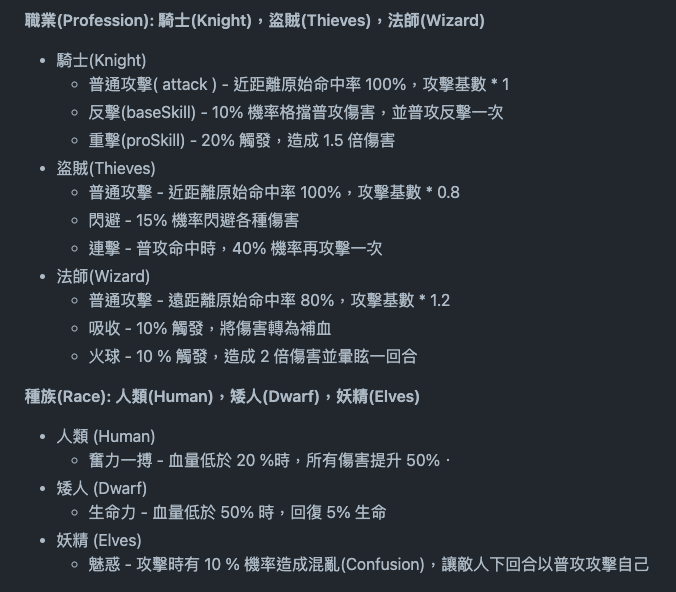 職業(Profession): 騎士(Knight)，盜賊(Thieves)，法師(Wizard)
• 騎士(Knight)
◦ 普通攻擊( attack ) - 近距離原始命中率 100%，攻擊基數 * 1
◦ 反擊(baseSkill) - 10% 機率格擋普攻傷害，並普攻反擊一次
◦ 重擊(proSkill) - 20% 觸發，造成 1.5 倍傷害
• 盜賊(Thieves)
◦ 普通攻擊 - 近距離原始命中率 100%，攻擊基數 * 0.8
◦ 閃避 - 15% 機率閃避各種傷害
◦ 連擊 - 普攻命中時，40% 機率再攻擊一次
• 法師(Wizard)
◦ 普通攻擊 - 遠距離原始命中率 80%，攻擊基數 * 1.2
◦ 吸收 - 10% 觸發，將傷害轉為補血
◦ 火球 - 10 % 觸發，造成 2 倍傷害並暈眩一回合
種族(Race): 人類(Human)，矮人(Dwarf)，妖精(Elves)
• 人類 (Human)
◦ 奮力一搏 - 血量低於 20 %時，所有傷害提升 50%．
• 矮人 (Dwarf)
◦ 生命力 - 血量低於 50% 時，回復 5% 生命
• 妖精 (Elves)
◦ 魅惑 - 攻擊時有 10 % 機率造成混亂(Confusion)，讓敵人下回合以普攻攻擊自己